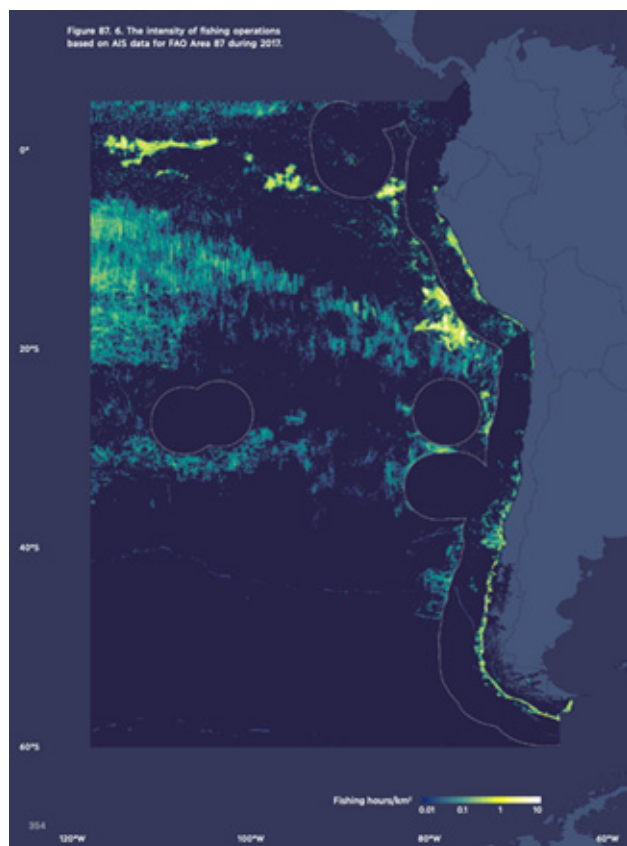 Figure 87. 6. The intensity of fishing operations
based on AIS data for FAO Area 87 during 2017.
0°
20°S
40°S
60°S
Fishing hours/km²
0.01 0.1 1 10
354
120°W 100°W 80°W 60°W